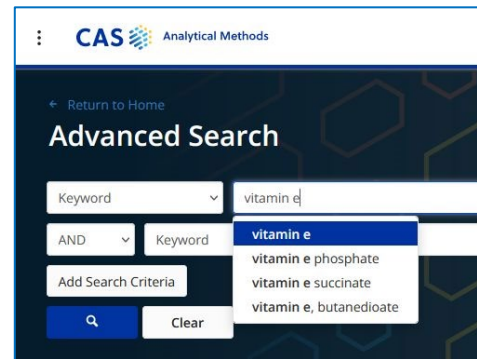 CAS Analytical Methods
← Return to Home
Advanced Search
Keyword vitamin e
AND Keyword
vitamin e
vitamin e phosphate
vitamin e succinate
vitamin e, butanedioate
Add Search Criteria
Clear